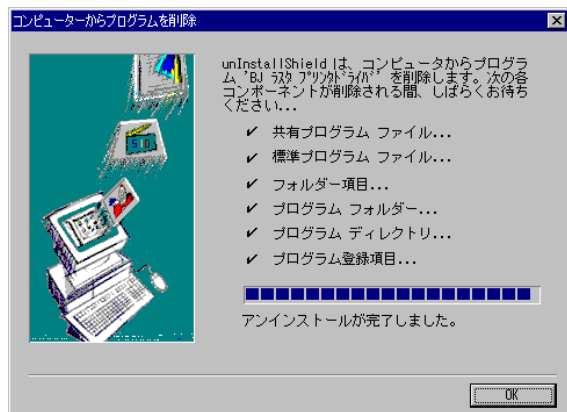 コンピューターからプログラムを削除
unInstallShield は、コンピュータからプログラ
ム 'BJ ﾗｽﾀ ﾌﾟﾘﾝﾀﾄﾞﾗｲﾊﾞ' を削除します。次の各
コンポーネントが削除される間、しばらくお待ち
ください...
✔ 共有プログラム ファイル...
✔ 標準プログラム ファイル...
✔ フォルダー項目...
✔ プログラム フォルダー...
✔ プログラム ディレクトリ...
✔ プログラム登録項目...
アンインストールが完了しました。
OK